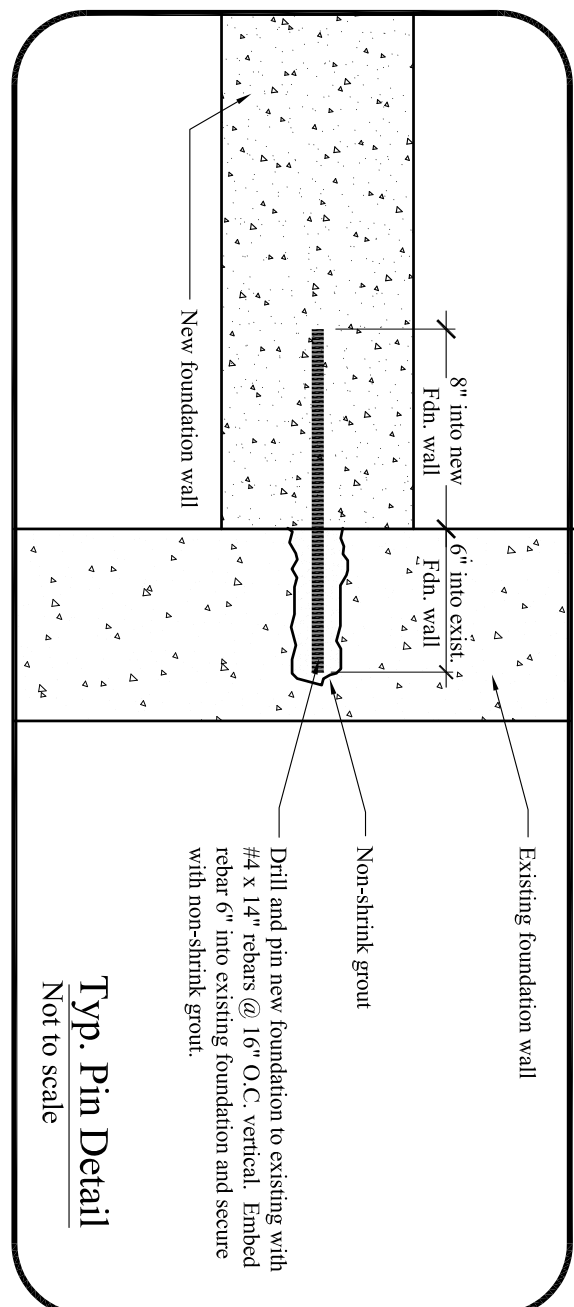 8" into new
Fdn. wall
6" into exist.
Fdn. wall
Existing foundation wall
Non-shrink grout
New foundation wall
Drill and pin new foundation to existing with
#4 x 14" rebars @ 16" O.C. vertical.  Embed
rebar 6" into existing foundation and secure
with non-shrink grout.
Typ. Pin Detail
Not to scale